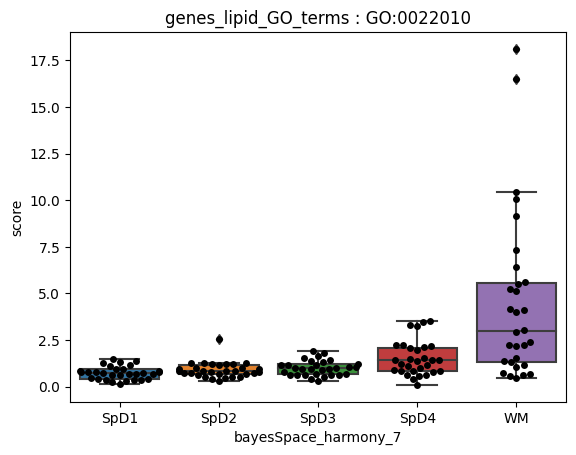 genes_lipid_GO_terms : GO:0022010
score
17.5
15.0
12.5
10.0
7.5
5.0
2.5
0.0
SpD1 SpD2 SpD3 SpD4 WM
bayesSpace_harmony_7